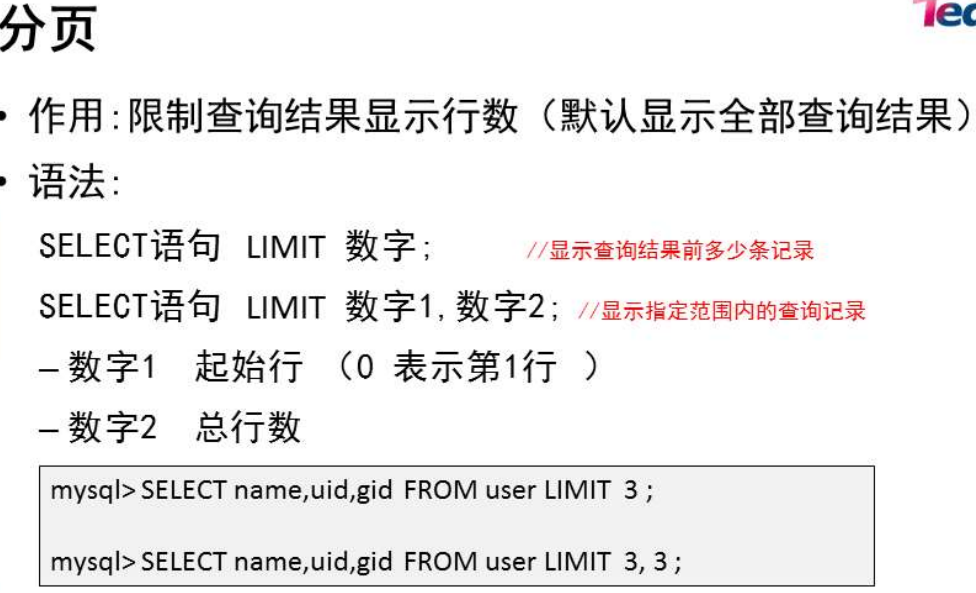 分页
• 作用:限制查询结果显示行数（默认显示全部查询结果）
• 语法:
SELECT语句 LIMIT 数字; //显示查询结果前多少条记录
SELECT语句 LIMIT 数字1,数字2; //显示指定范围内的查询记录
– 数字1 起始行 （0 表示第1行 ）
– 数字2 总行数
mysql> SELECT name,uid,gid FROM user LIMIT 3 ;
mysql> SELECT name,uid,gid FROM user LIMIT 3, 3 ;